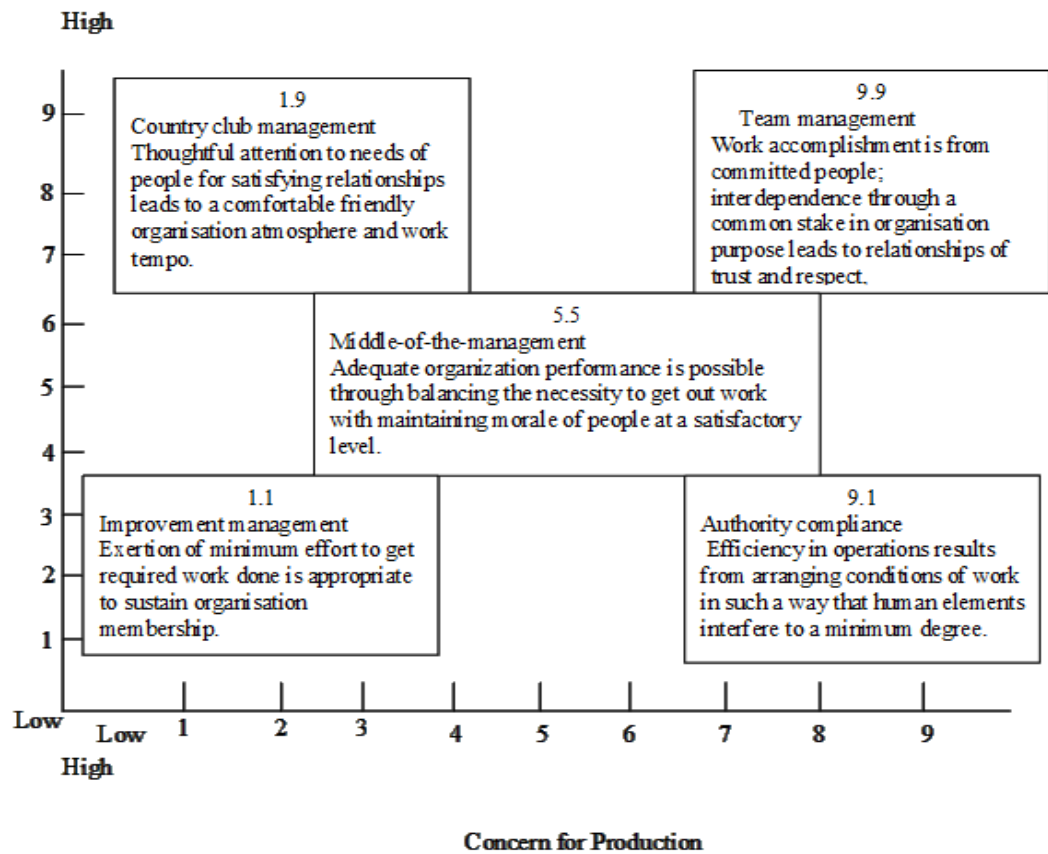 High
9
8
7
6
5
4
3
2
1
1.9
Country club management
Thoughtful attention to needs of
people for satisfying relationships
leads to a comfortable friendly
organisation atmosphere and work
tempo.
9.9
Team management
Work accomplishment is from
committed people;
interdependence through a
common stake in organisation
purpose leads to relationships of
trust and respect.
5.5
Middle-of-the-management
Adequate organization performance is possible
through balancing the necessity to get out work
with maintaining morale of people at a satisfactory
level.
1.1
Improvement management
Exertion of minimum effort to get
required work done is appropriate
to sustain organisation
membership.
9.1
Authority compliance
Efficiency in operations results
from arranging conditions of work
in such a way that human elements
interfere to a minimum degree.
Low
Low 1 2 3 4 5 6 7 8 9
High
Concern for Production